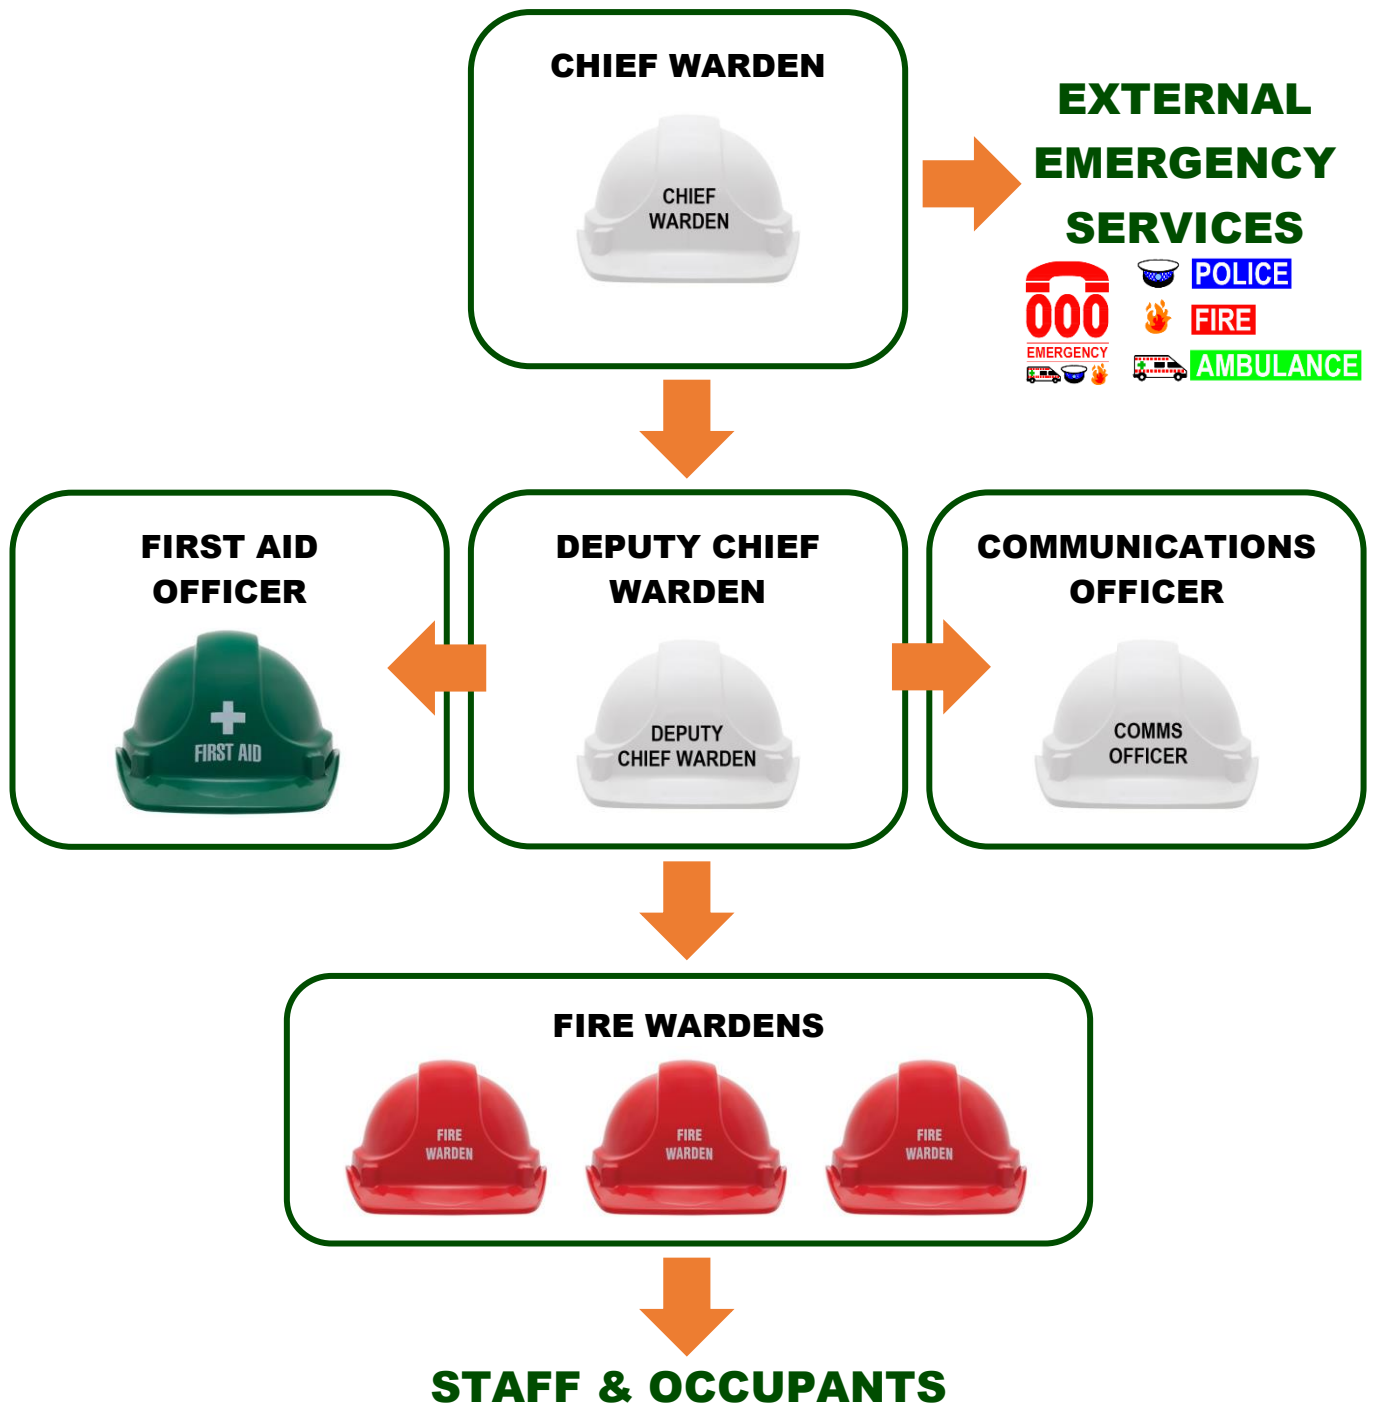 CHIEF WARDEN
CHIEF
WARDEN
EXTERNAL
EMERGENCY
SERVICES
000
EMERGENCY
POLICE
FIRE
AMBULANCE
FIRST AID
OFFICER
FIRST AID
DEPUTY CHIEF
WARDEN
DEPUTY
CHIEF WARDEN
COMMUNICATIONS
OFFICER
COMMS
OFFICER
FIRE WARDENS
FIRE
WARDEN
FIRE
WARDEN
FIRE
WARDEN
STAFF & OCCUPANTS